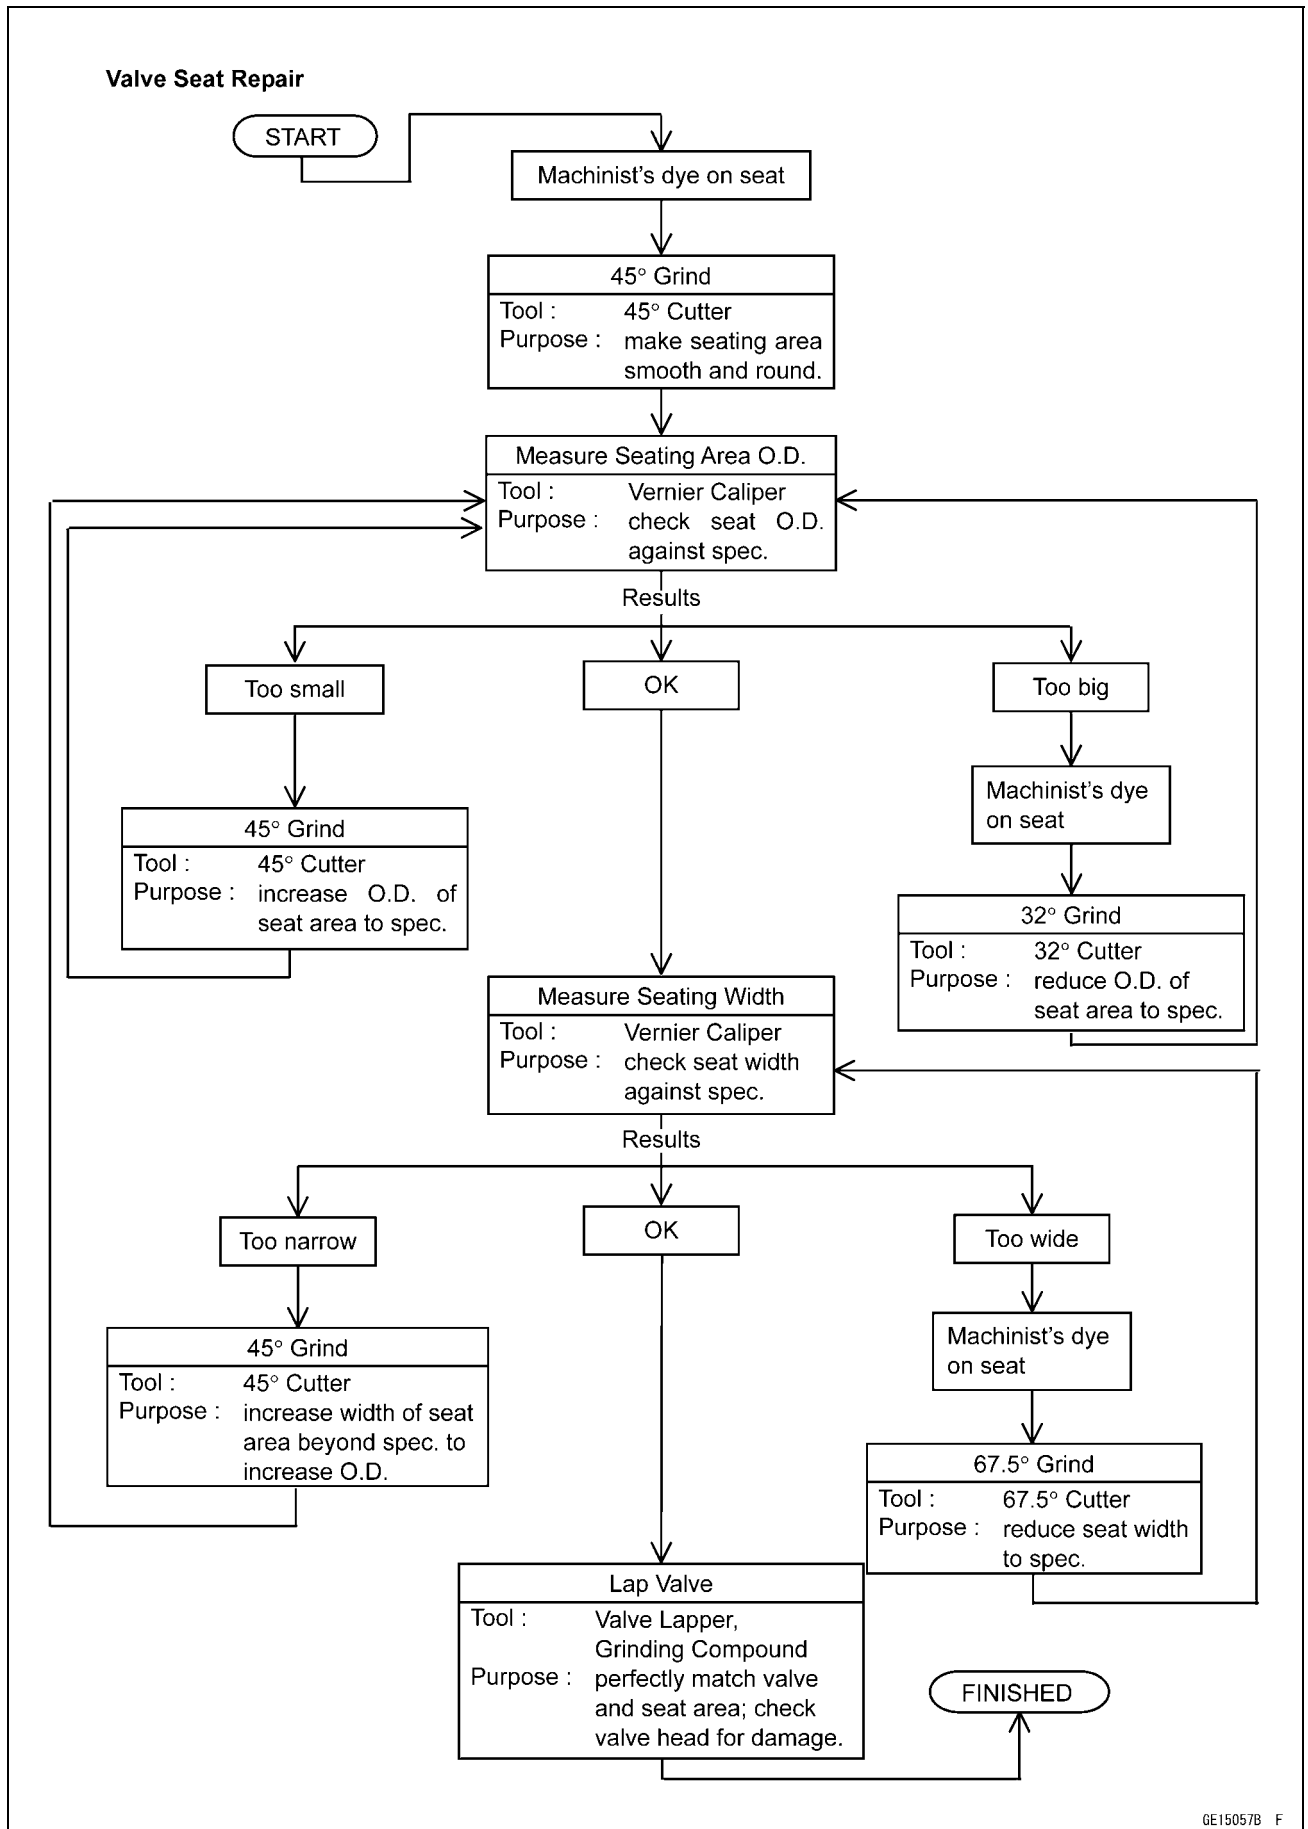 Valve Seat Repair
START
Machinist's dye on seat
45° Grind
Tool : 45° Cutter
Purpose : make seating area
smooth and round.
Measure Seating Area O.D.
Tool : Vernier Caliper
Purpose : check seat O.D.
against spec.
Results
Too small
OK
Too big
Machinist's dye
on seat
45° Grind
Tool : 45° Cutter
Purpose : increase O.D. of
seat area to spec.
32° Grind
Tool : 32° Cutter
Purpose : reduce O.D. of
seat area to spec.
Measure Seating Width
Tool : Vernier Caliper
Purpose : check seat width
against spec.
Results
Too narrow
OK
Too wide
Machinist's dye
on seat
45° Grind
Tool : 45° Cutter
Purpose : increase width of seat
area beyond spec. to
increase O.D.
67.5° Grind
Tool : 67.5° Cutter
Purpose : reduce seat width
to spec.
Lap Valve
Tool : Valve Lapper,
Grinding Compound
Purpose : perfectly match valve
and seat area; check
valve head for damage.
FINISHED
GE15057B F